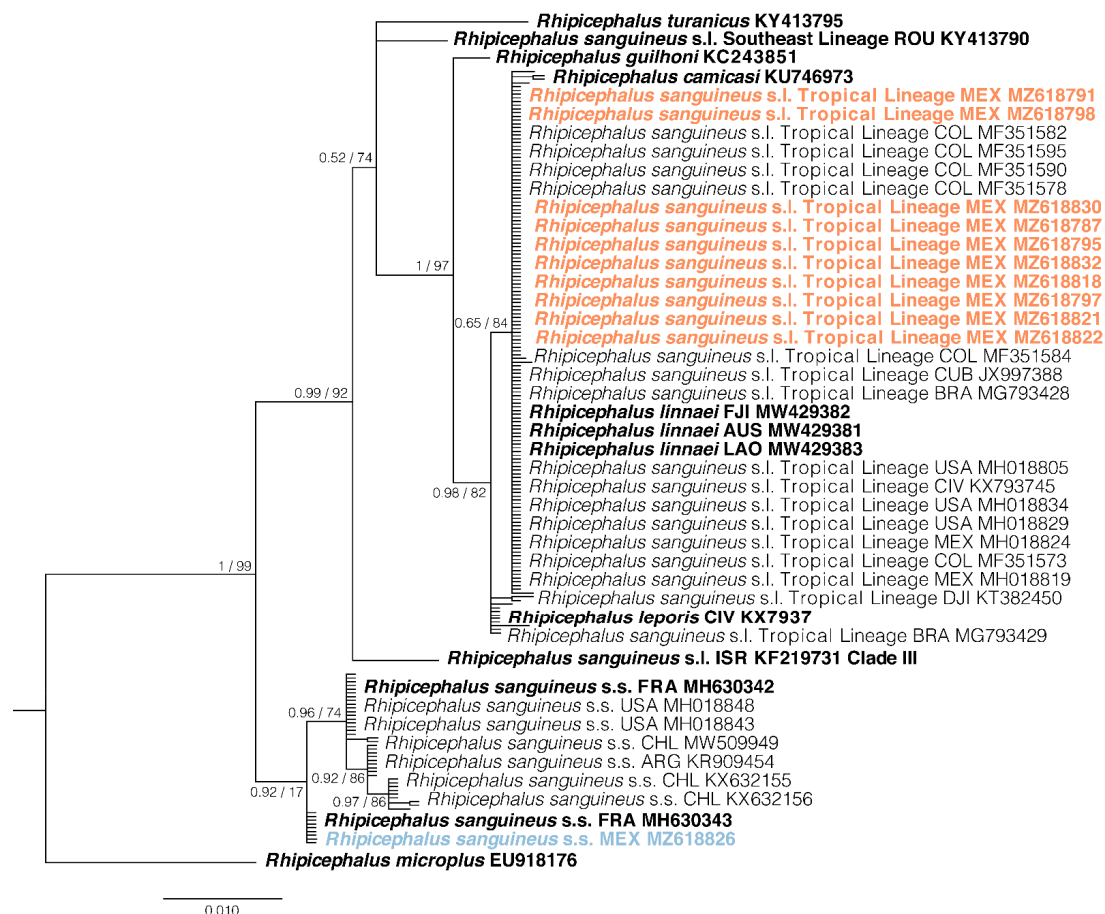 Rhipicephalus turanicus KY413795
Rhipicephalus sanguineus s.l. Southeast Lineage ROU KY413790
Rhipicephalus guilhoni KC243851
Rhipicephalus camicasi KU746973
Rhipicephalus sanguineus s.l. Tropical Lineage MEX MZ618791
Rhipicephalus sanguineus s.l. Tropical Lineage MEX MZ618798
Rhipicephalus sanguineus s.l. Tropical Lineage COL MF351582
Rhipicephalus sanguineus s.l. Tropical Lineage COL MF351595
0.52 / 74
Rhipicephalus sanguineus s.l. Tropical Lineage COL MF351590
Rhipicephalus sanguineus s.l. Tropical Lineage COL MF351578
Rhipicephalus sanguineus s.l. Tropical Lineage MEX MZ618830
Rhipicephalus sanguineus s.l. Tropical Lineage MEX MZ618787
Rhipicephalus sanguineus s.l. Tropical Lineage MEX MZ618795
1 / 97
Rhipicephalus sanguineus s.l. Tropical Lineage MEX MZ618832
Rhipicephalus sanguineus s.l. Tropical Lineage MEX MZ618818
Rhipicephalus sanguineus s.l. Tropical Lineage MEX MZ618797
Rhipicephalus sanguineus s.l. Tropical Lineage MEX MZ618821
0.65 / 84
Rhipicephalus sanguineus s.l. Tropical Lineage MEX MZ618822
Rhipicephalus sanguineus s.l. Tropical Lineage COL MF351584
Rhipicephalus sanguineus s.l. Tropical Lineage CUB JX997388
Rhipicephalus sanguineus s.l. Tropical Lineage BRA MG793428
0.99 / 92
Rhipicephalus linnaei FJI MW429382
Rhipicephalus linnaei AUS MW429381
Rhipicephalus linnaei LAO MW429383
Rhipicephalus sanguineus s.l. Tropical Lineage USA MH018805
Rhipicephalus sanguineus s.l. Tropical Lineage CIV KX793745
0.98 / 82
Rhipicephalus sanguineus s.l. Tropical Lineage USA MH018834
Rhipicephalus sanguineus s.l. Tropical Lineage USA MH018829
Rhipicephalus sanguineus s.l. Tropical Lineage MEX MH018824
Rhipicephalus sanguineus s.l. Tropical Lineage COL MF351573
1 / 99
Rhipicephalus sanguineus s.l. Tropical Lineage MEX MH018819
Rhipicephalus sanguineus s.l. Tropical Lineage DJI KT382450
Rhipicephalus leporis CIV KX7937
Rhipicephalus sanguineus s.l. Tropical Lineage BRA MG793429
Rhipicephalus sanguineus s.l. ISR KF219731 Clade III
Rhipicephalus sanguineus s.s. FRA MH630342
Rhipicephalus sanguineus s.s. USA MH018848
0.96 / 74
Rhipicephalus sanguineus s.s. USA MH018843
Rhipicephalus sanguineus s.s. CHL MW509949
Rhipicephalus sanguineus s.s. ARG KR909454
0.92 / 86
Rhipicephalus sanguineus s.s. CHL KX632155
0.92 / 17
0.97 / 86
Rhipicephalus sanguineus s.s. CHL KX632156
Rhipicephalus sanguineus s.s. FRA MH630343
Rhipicephalus sanguineus s.s. MEX MZ618826
Rhipicephalus microplus EU918176
0.010